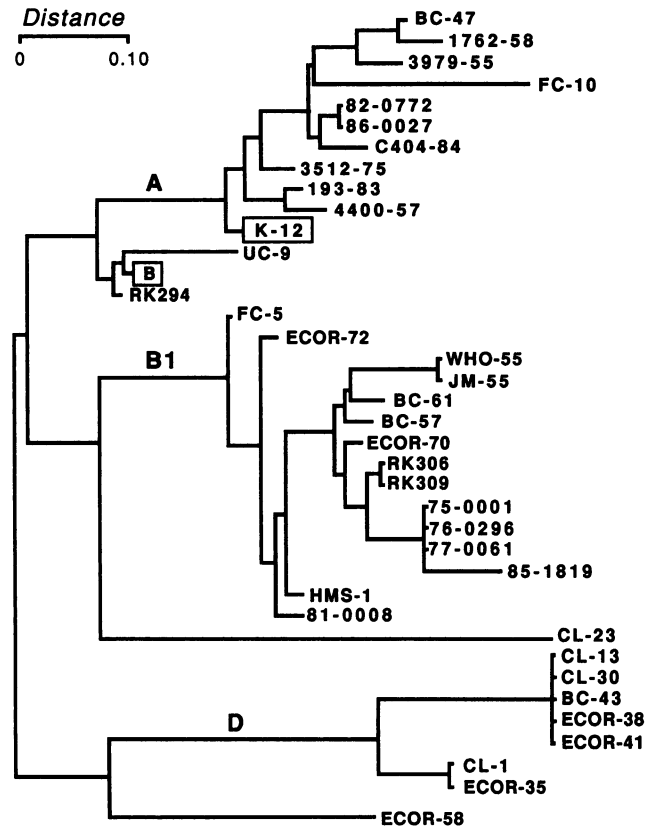 Distance
0 0.10
BC-47
1762-58
3979-55
FC-10
82-0772
86-0027
C404-84
3512-75
A
193-83
4400-57
K-12
UC-9
B
RK294
FC-5
ECOR-72
B1
WHO-55
JM-55
BC-61
BC-57
ECOR-70
RK306
RK309
75-0001
76-0296
77-0061
85-1819
HMS-1
81-0008
CL-23
CL-13
CL-30
BC-43
ECOR-38
D
ECOR-41
CL-1
ECOR-35
ECOR-58